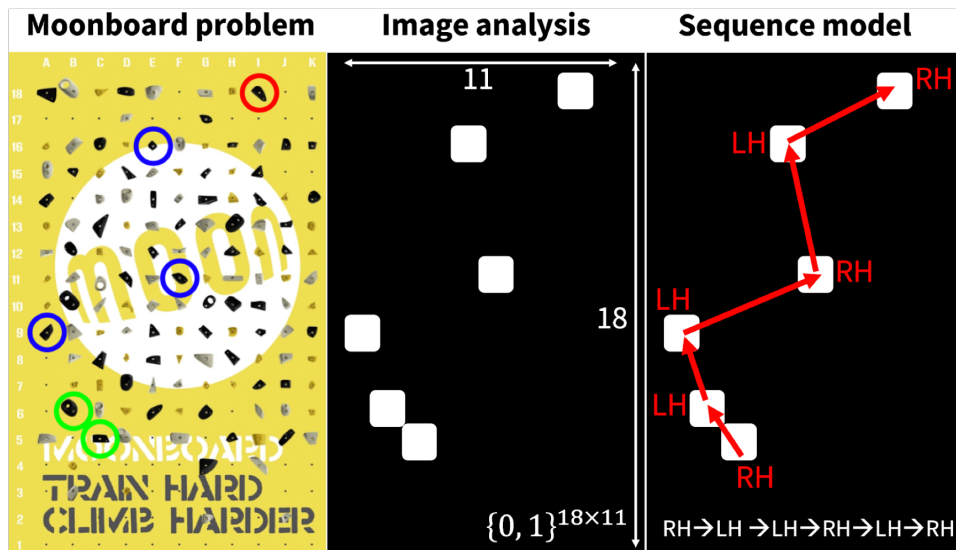 Moonboard problem
Image analysis
Sequence model
A B C D E F G H I J K
18
17
16
15
14
13
12
11
10
9
8
7
6
5
4
3
2
1
moon
MOONBOARD
TRAIN HARD
CLIMB HARDER
11
18
{0, 1}^{18×11}
RH
LH
RH
LH
LH
RH
RH→LH →LH→RH→LH→RH